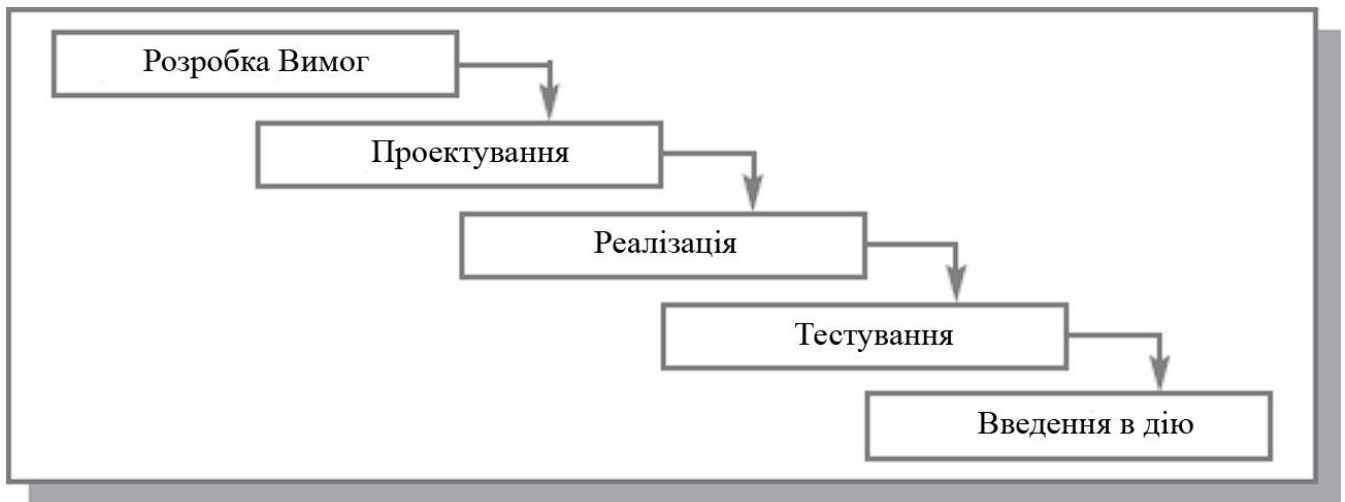 Розробка Вимог
Проектування
Реалізація
Тестування
Введення в дію